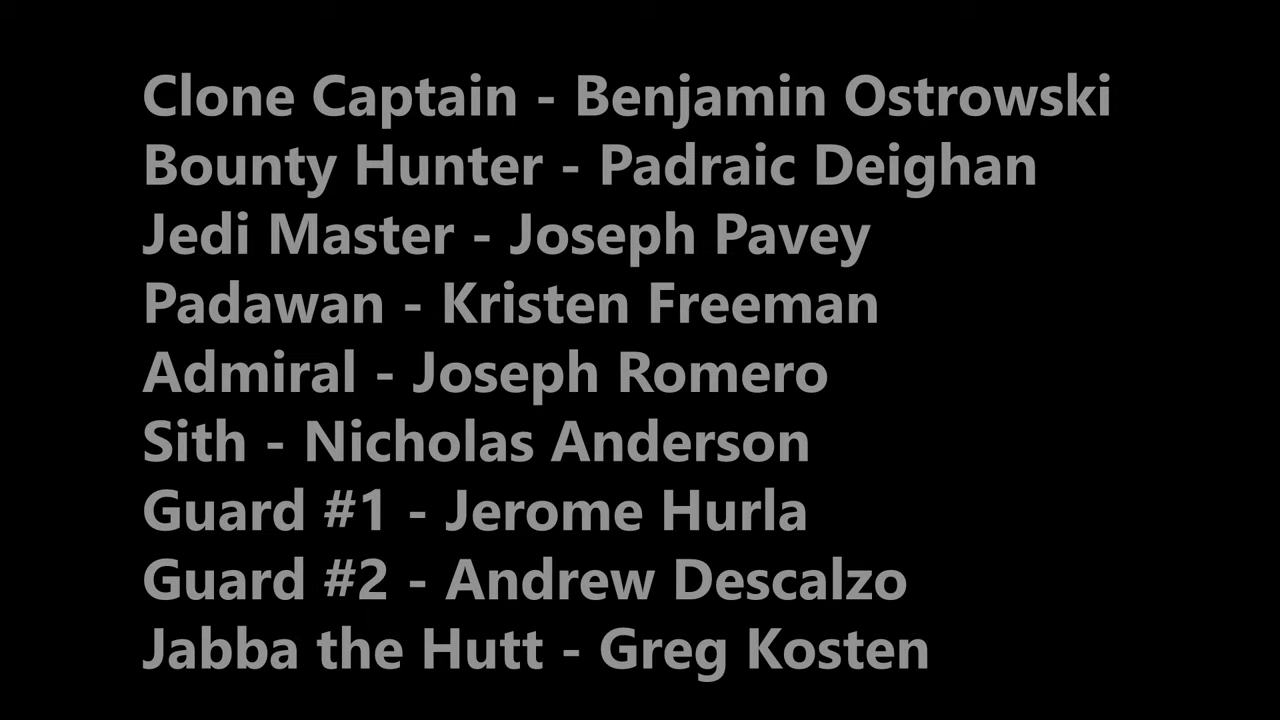 Clone Captain - Benjamin Ostrowski
Bounty Hunter - Padraic Deighan
Jedi Master - Joseph Pavey
Padawan - Kristen Freeman
Admiral - Joseph Romero
Sith - Nicholas Anderson
Guard #1 - Jerome Hurla
Guard #2 - Andrew Descalzo
Jabba the Hutt - Greg Kosten